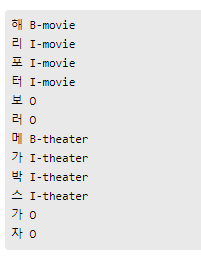 해 B-movie
리 I-movie
포 I-movie
터 I-movie
보 O
러 O
메 B-theater
가 I-theater
박 I-theater
스 I-theater
가 O
자 O